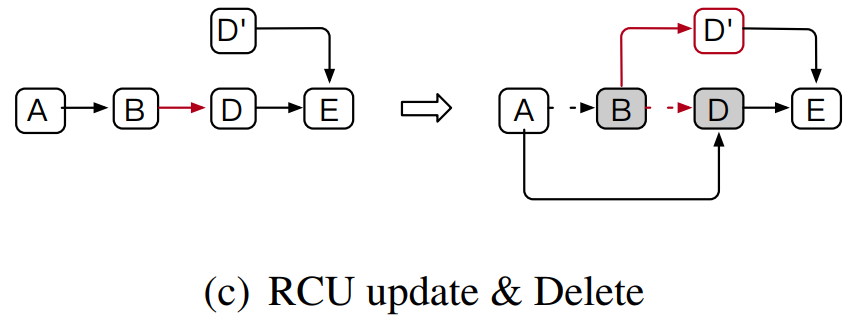 D' D'
A B D E A B D E
(c) RCU update & Delete